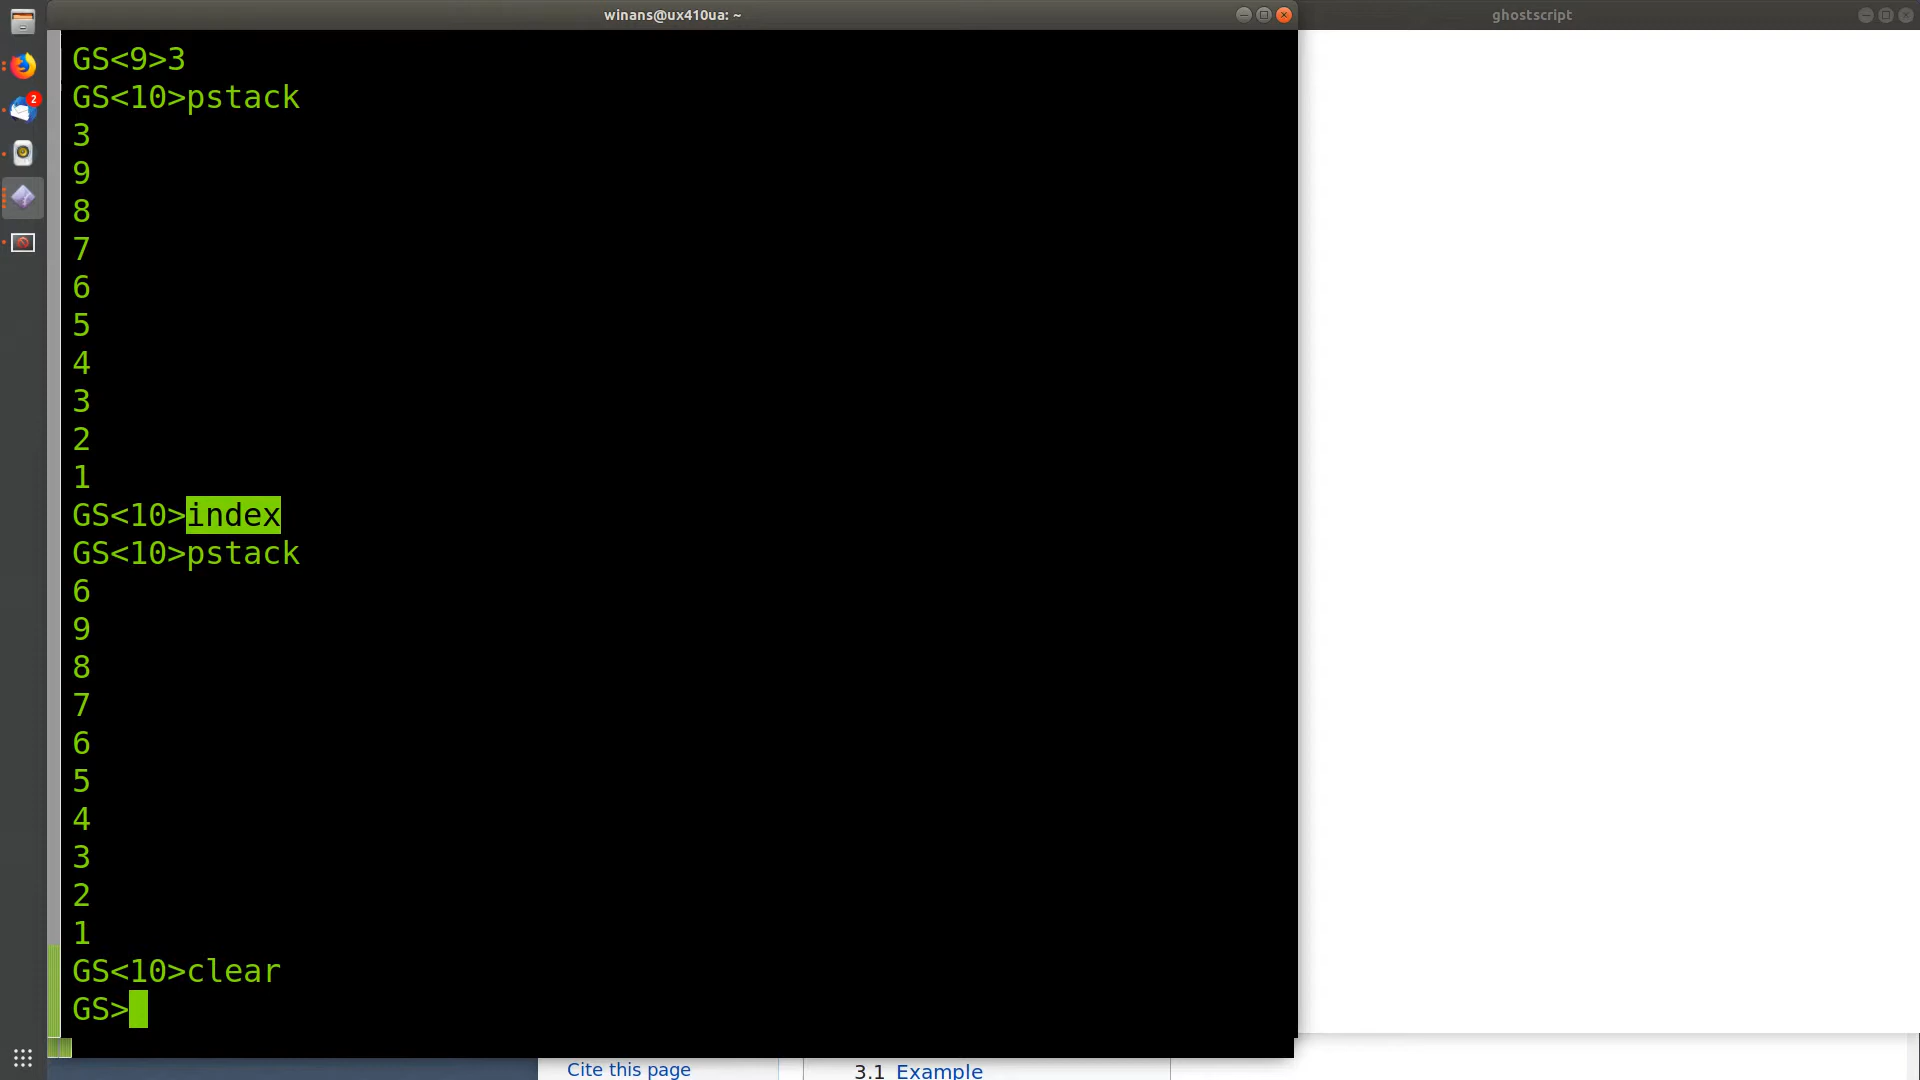 winans@ux410ua: ~
ghostscript
2
GS<9>3
GS<10>pstack
3
9
8
7
6
5
4
3
2
1
GS<10>index
GS<10>pstack
6
9
8
7
6
5
4
3
2
1
GS<10>clear
GS>
Cite this page
3.1 Example